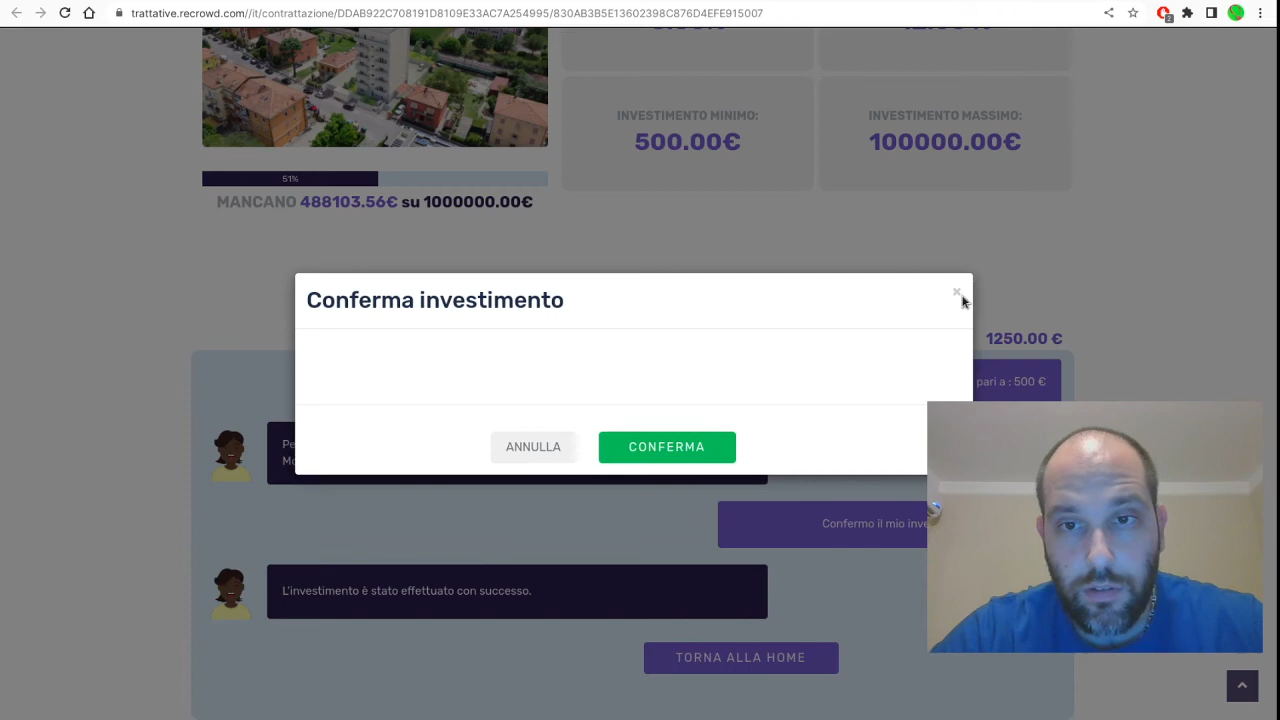 trattative.recrowd.com//it/contrattazione/DDAB922C708191D8109E33AC7A254995/830AB3B5E13602398C876D4EFE915007
2
INVESTIMENTO MINIMO:
500.00€
INVESTIMENTO MASSIMO:
100000.00€
51%
MANCANO 488103.56€ su 1000000.00€
Conferma investimento
×
1250.00 €
pari a : 500 €
ANNULLA
CONFERMA
Confermo il mio
L'investimento è stato effettuato con successo.
TORNA ALLA HOME